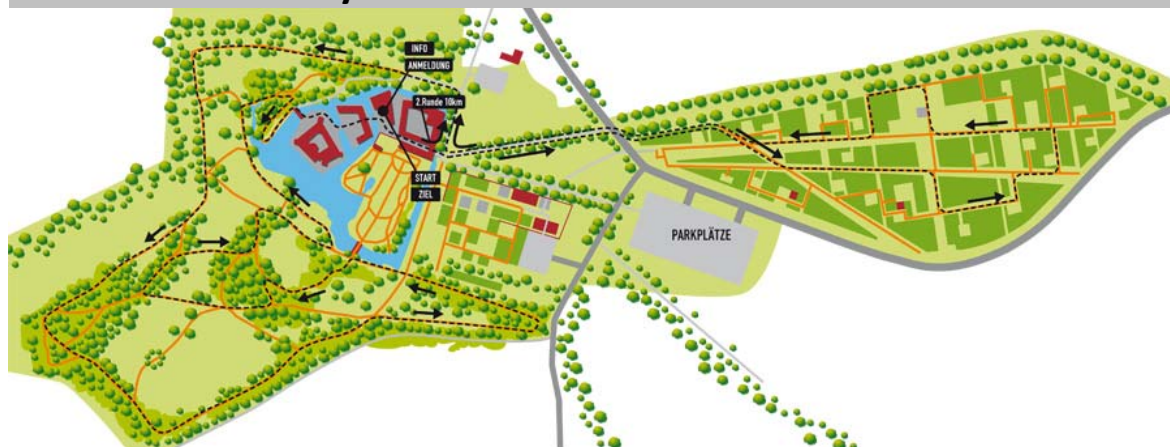 INFO
ANMELDUNG
2.Runde 10km
START
ZIEL
PARKPLÄTZE